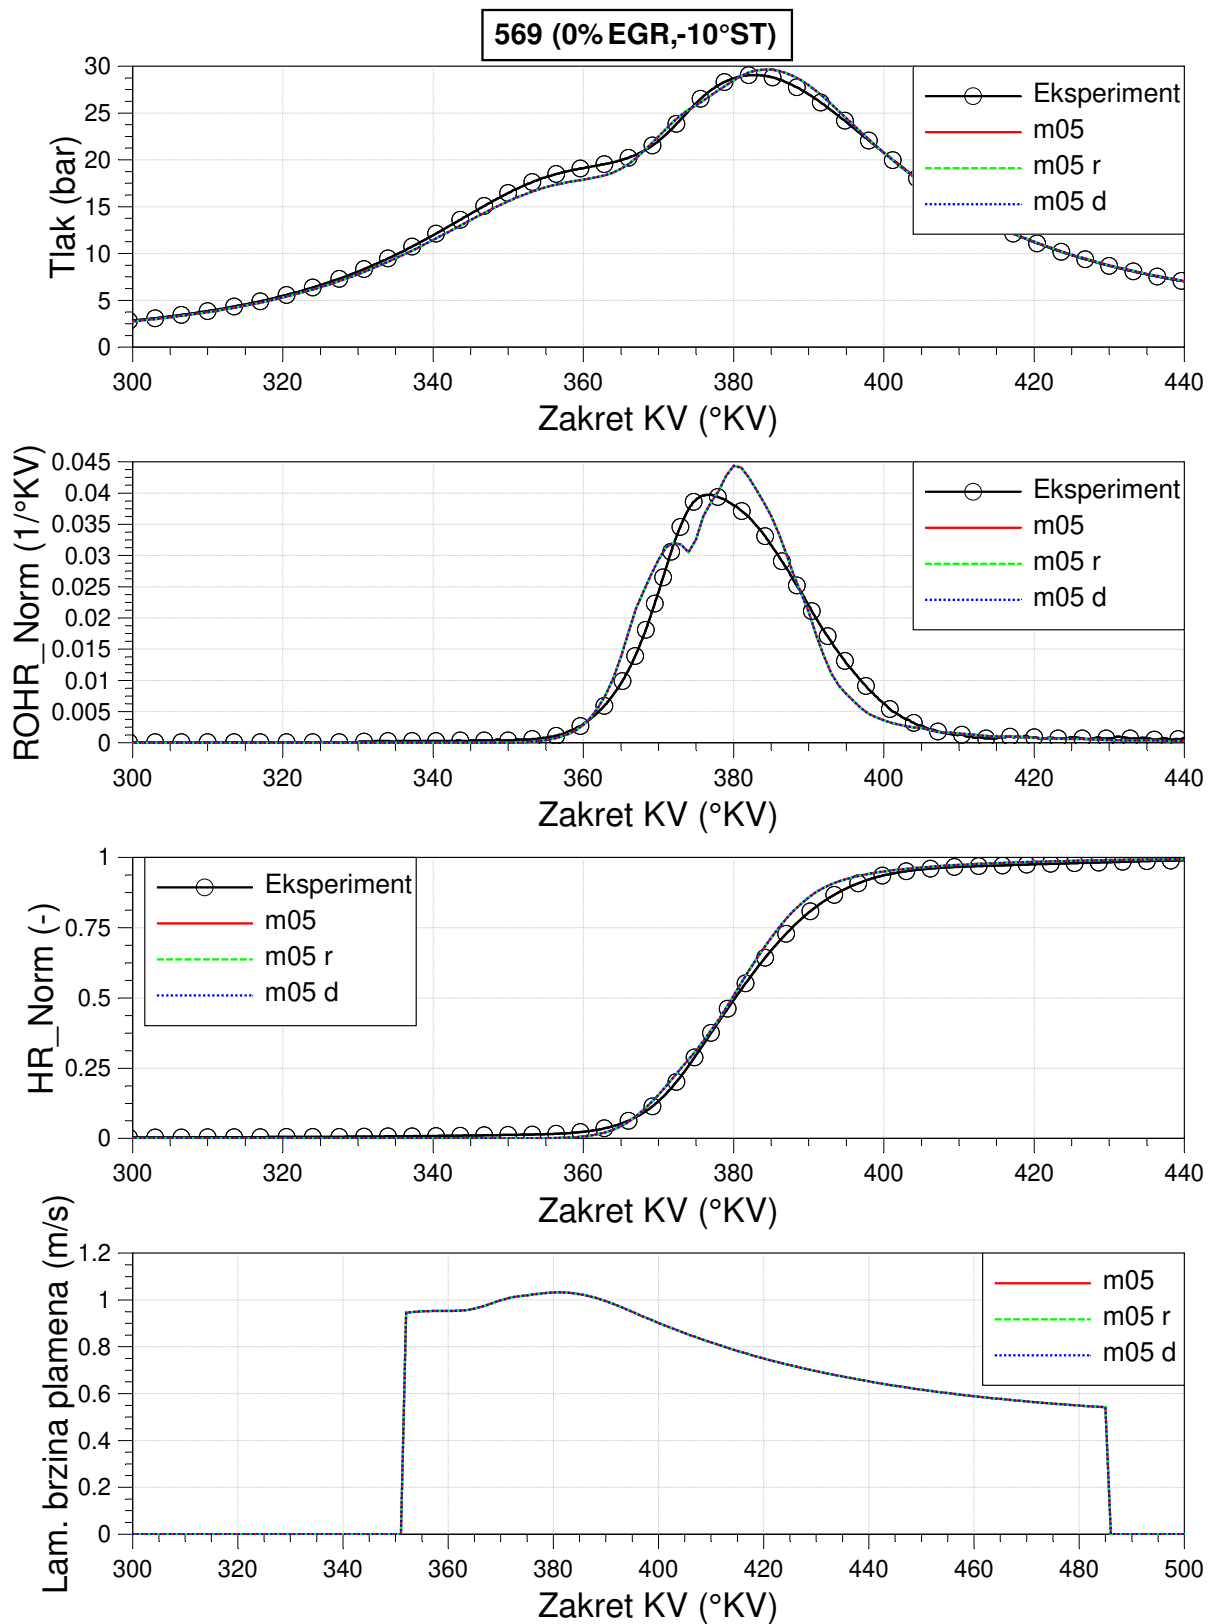 569 (0% EGR,-10°ST)
30
25
20
15
10
5
0
Tlak (bar)
Eksperiment
m05
m05 r
m05 d
300 320 340 360 380 400 420 440
Zakret KV (°KV)
0.045
0.04
0.035
0.03
0.025
0.02
0.015
0.01
0.005
0
ROHR_Norm (1/°KV)
Eksperiment
m05
m05 r
m05 d
300 320 340 360 380 400 420 440
Zakret KV (°KV)
1
0.75
0.5
0.25
0
HR_Norm (-)
Eksperiment
m05
m05 r
m05 d
300 320 340 360 380 400 420 440
Zakret KV (°KV)
1.2
1
0.8
0.6
0.4
0.2
0
Lam. brzina plamena (m/s)
m05
m05 r
m05 d
300 320 340 360 380 400 420 440 460 480 500
Zakret KV (°KV)